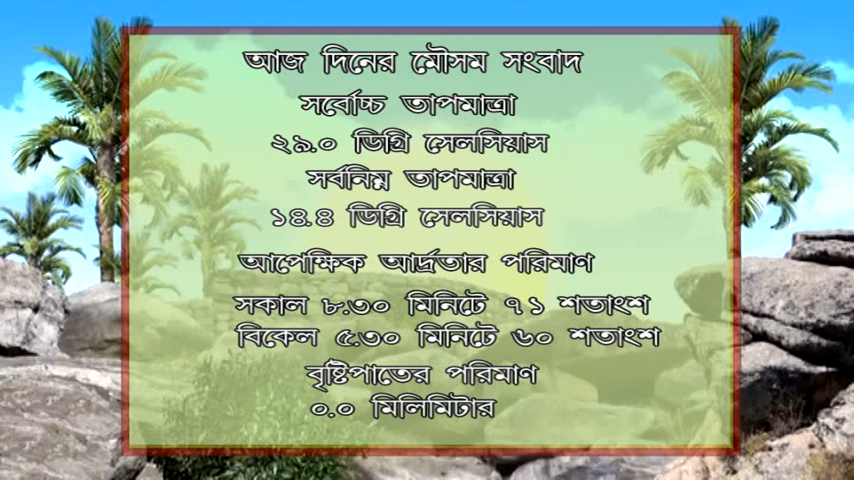 আজ দিনের মৌসম সংবাদ
সর্বোচ্চ তাপমাত্রা
২৯.০ ডিগ্রি সেলসিয়াস
সর্বনিম্ন তাপমাত্রা
১৪.৪ ডিগ্রি সেলসিয়াস
আপেক্ষিক আর্দ্রতার পরিমাণ
সকাল ৮.৩০ মিনিটে ৭১ শতাংশ
বিকেল ৫.৩০ মিনিটে ৬০ শতাংশ
বৃষ্টিপাতের পরিমাণ
০.০ মিলিমিটার